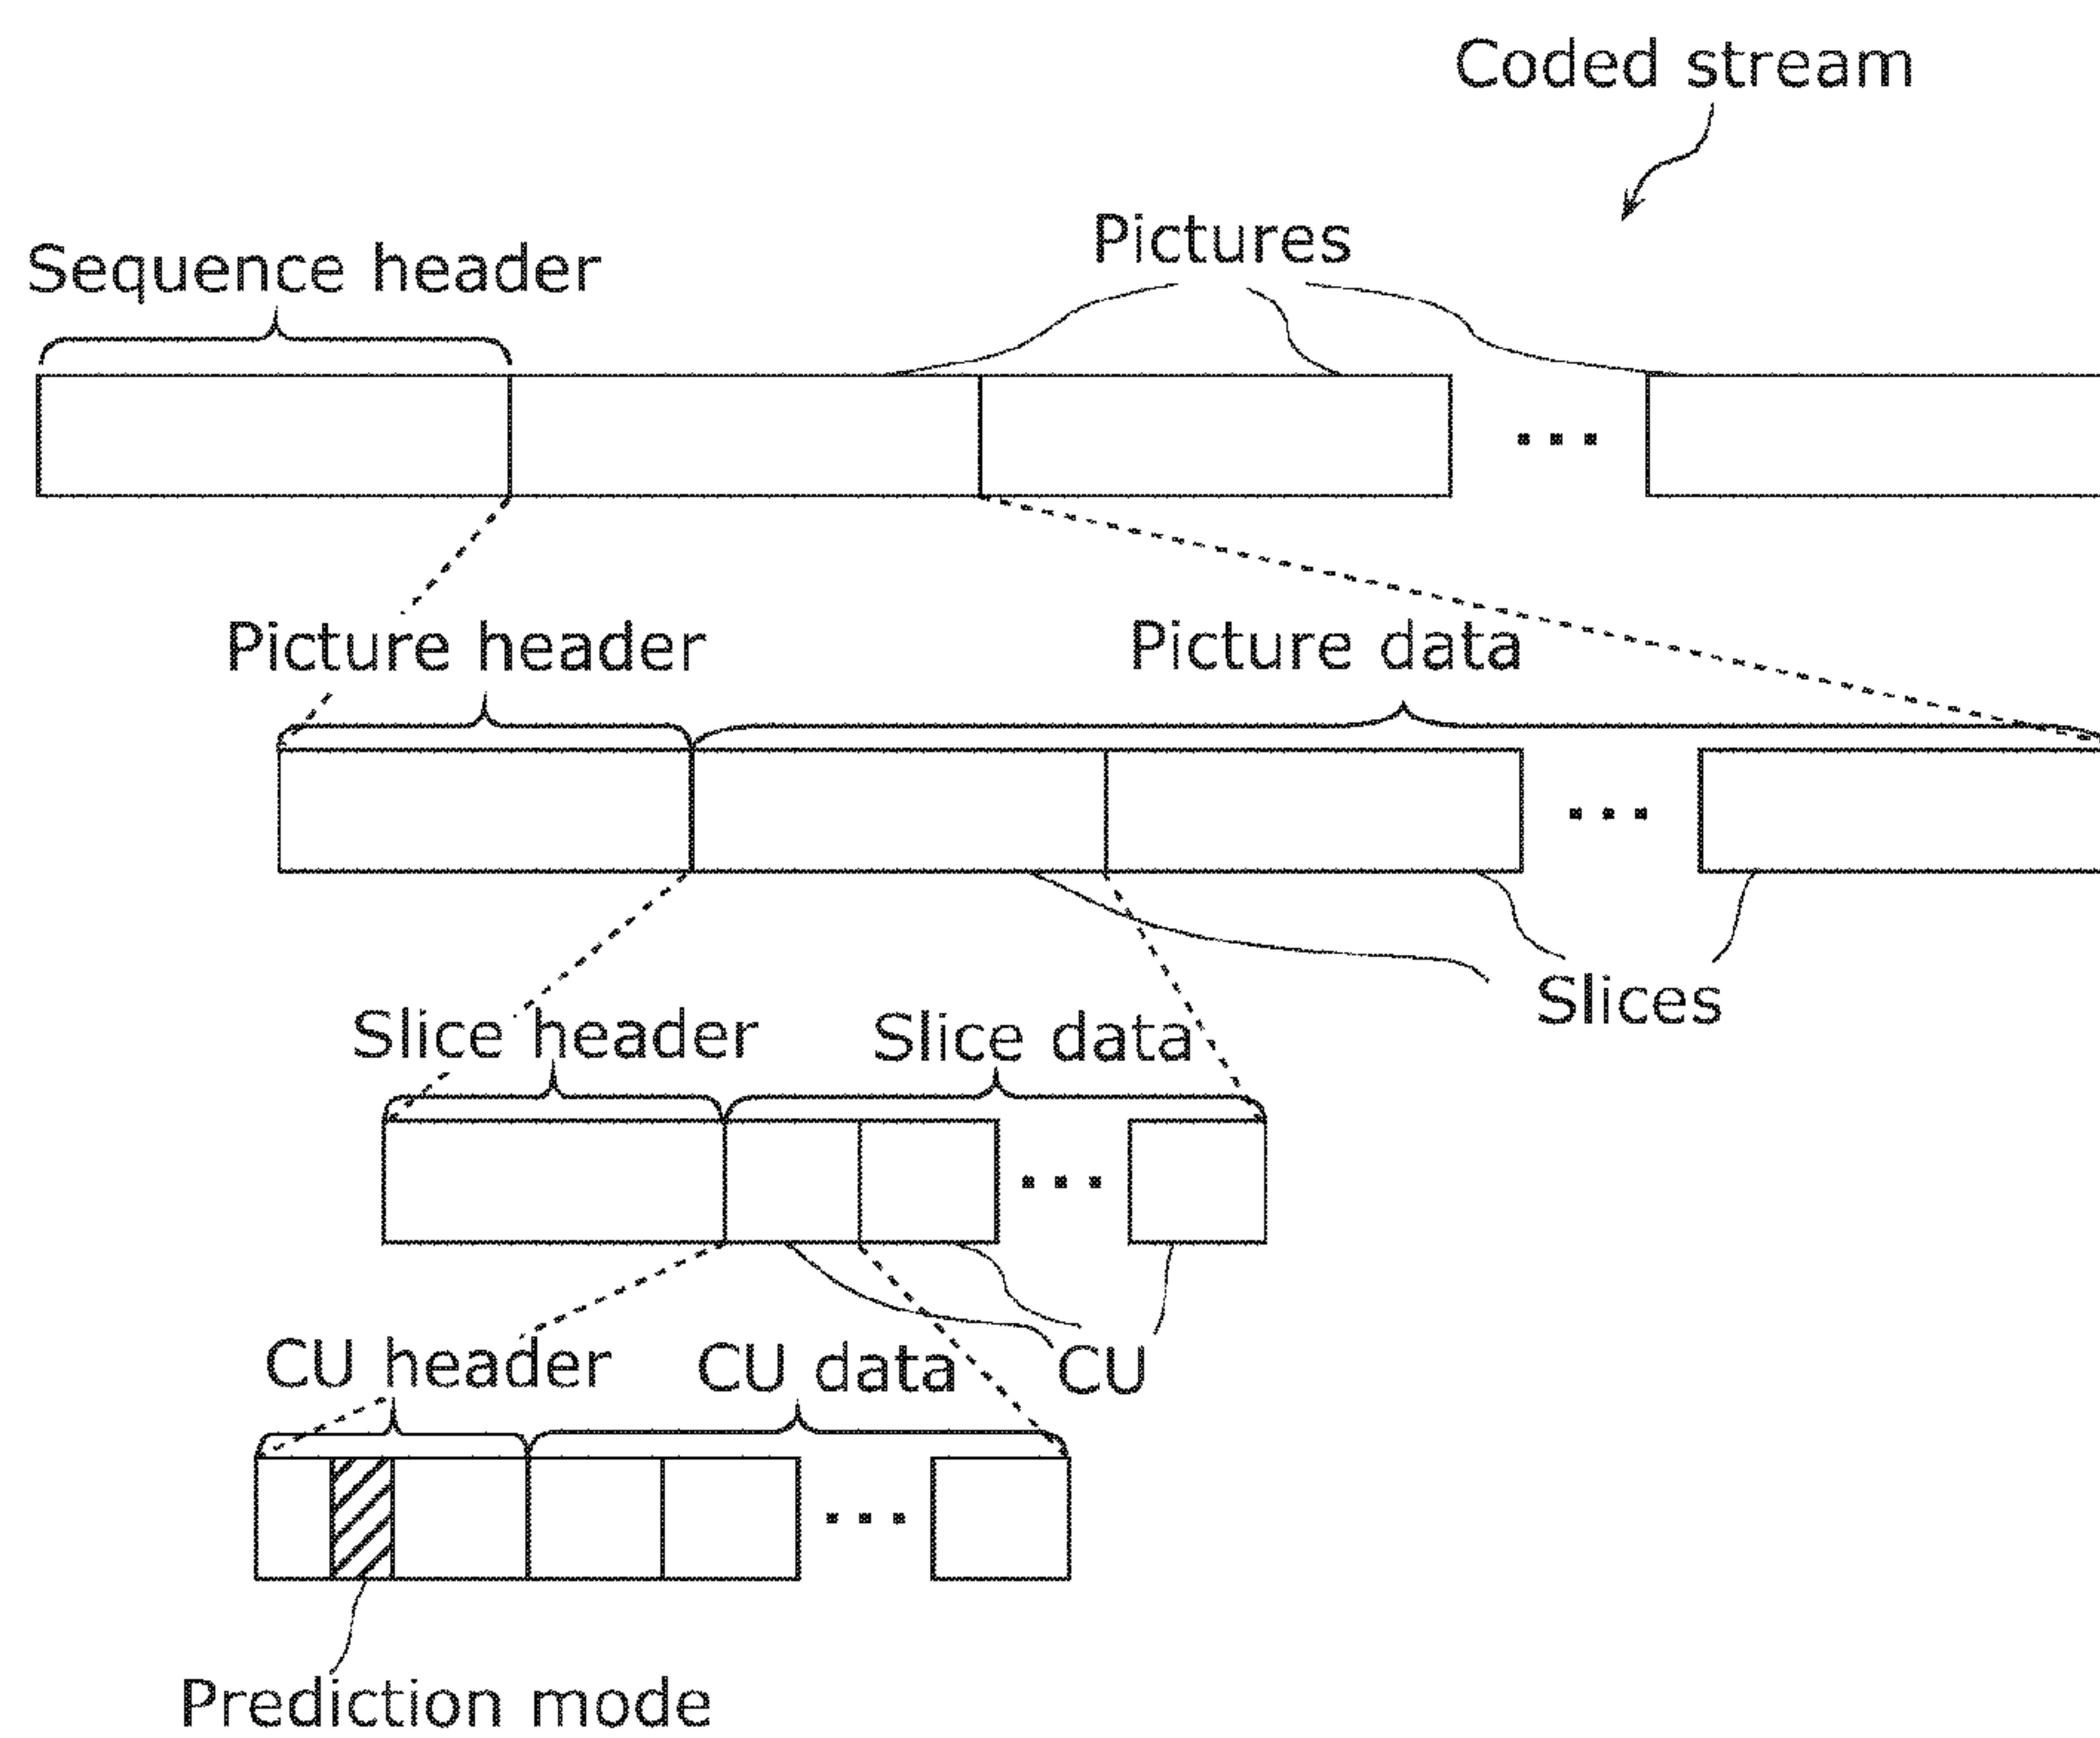 Coded stream
Pictures
Sequence header
Picture header
Picture data
Slices
Slice header
Slice data
CU header
CU data
CU
Prediction mode